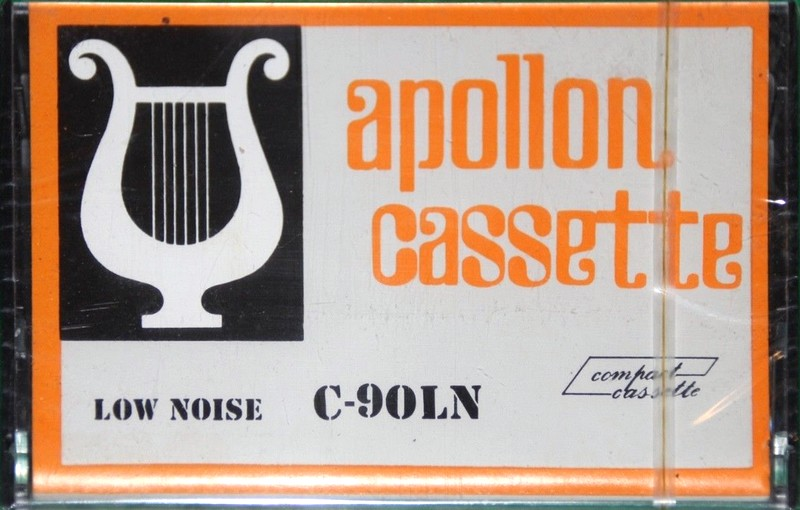 apollon
cassette
LOW NOISE C-90LN
compact
cassette